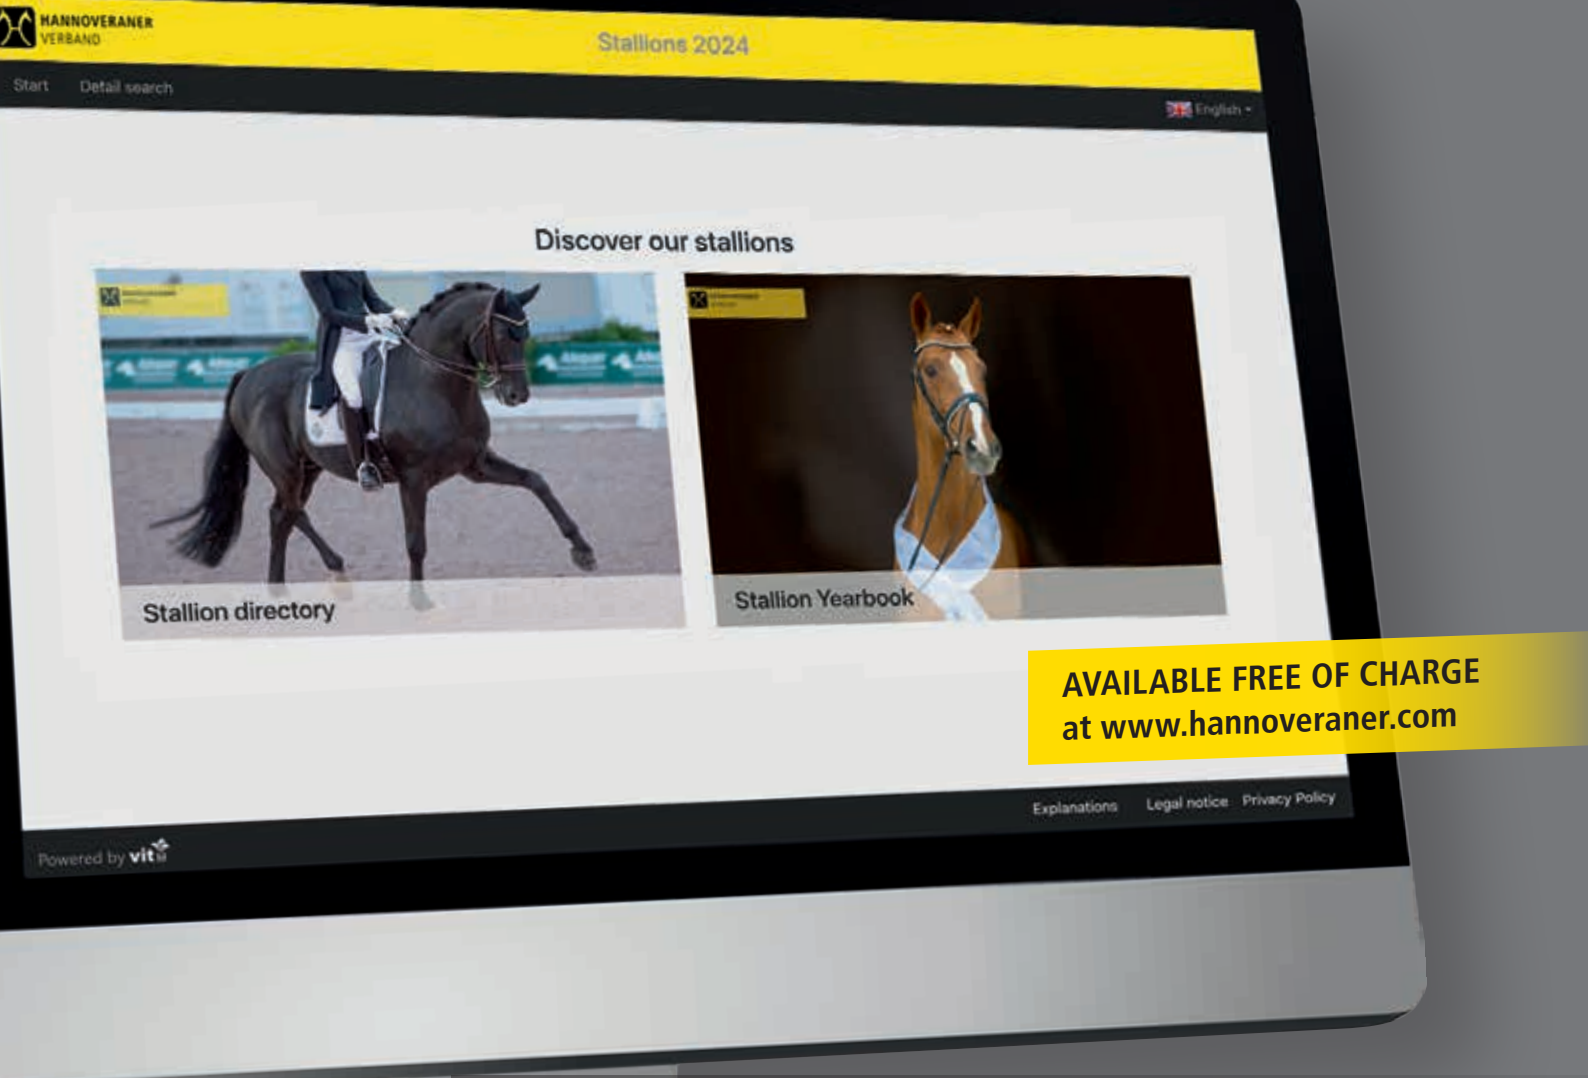 HANNOVERANER
VERBAND
Stallions 2024
Start
Detail search
English
Discover our stallions
Stallion directory
Stallion Yearbook
AVAILABLE FREE OF CHARGE
at www.hannoveraner.com
Explanations
Legal notice
Privacy Policy
Powered by vit